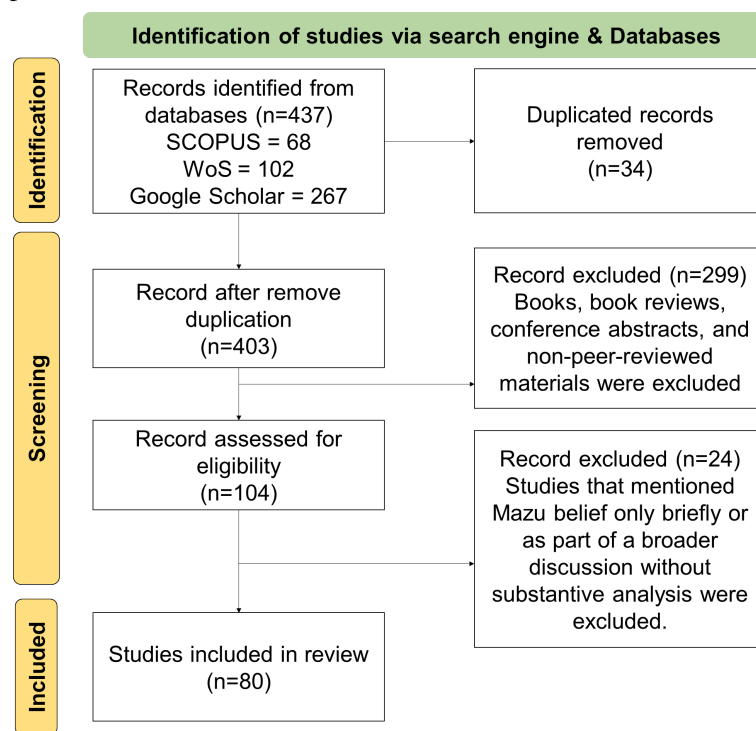 Identification of studies via search engine & Databases
Identification
Records identified from
databases (n=437)
SCOPUS = 68
WoS = 102
Google Scholar = 267
Duplicated records
removed
(n=34)
Screening
Record after remove
duplication
(n=403)
Record excluded (n=299)
Books, book reviews,
conference abstracts, and
non-peer-reviewed
materials were excluded
Record assessed for
eligibility
(n=104)
Record excluded (n=24)
Studies that mentioned
Mazu belief only briefly or
as part of a broader
discussion without
substantive analysis were
excluded.
Included
Studies included in review
(n=80)